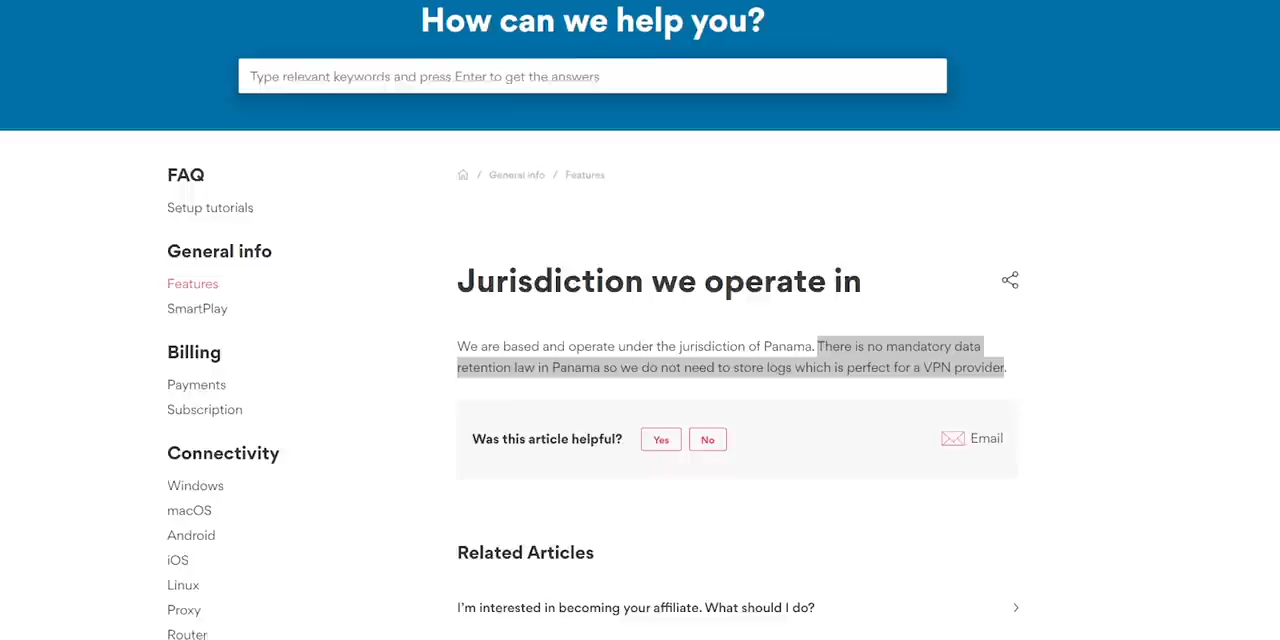 How can we help you?
Type relevant keywords and press Enter to get the answers
FAQ
Setup tutorials
General info
Features
SmartPlay
Billing
Payments
Subscription
Connectivity
Windows
macOS
Android
iOS
Linux
Proxy
Router
/ General info / Features
Jurisdiction we operate in
We are based and operate under the jurisdiction of Panama. There is no mandatory data
retention law in Panama so we do not need to store logs which is perfect for a VPN provider.
Was this article helpful? Yes No Email
Related Articles
I'm interested in becoming your affiliate. What should I do?